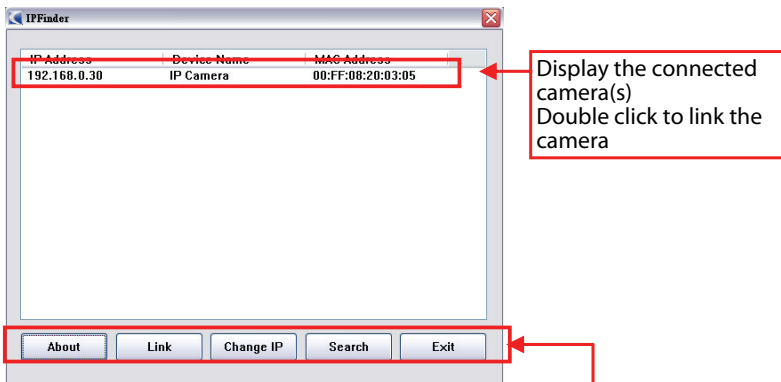 IPFinder
IP Address Device Name MAC Address
192.168.0.30 IP Camera 00:FF:08:20:03:05
Display the connected
camera(s)
Double click to link the
camera
About Link Change IP Search Exit